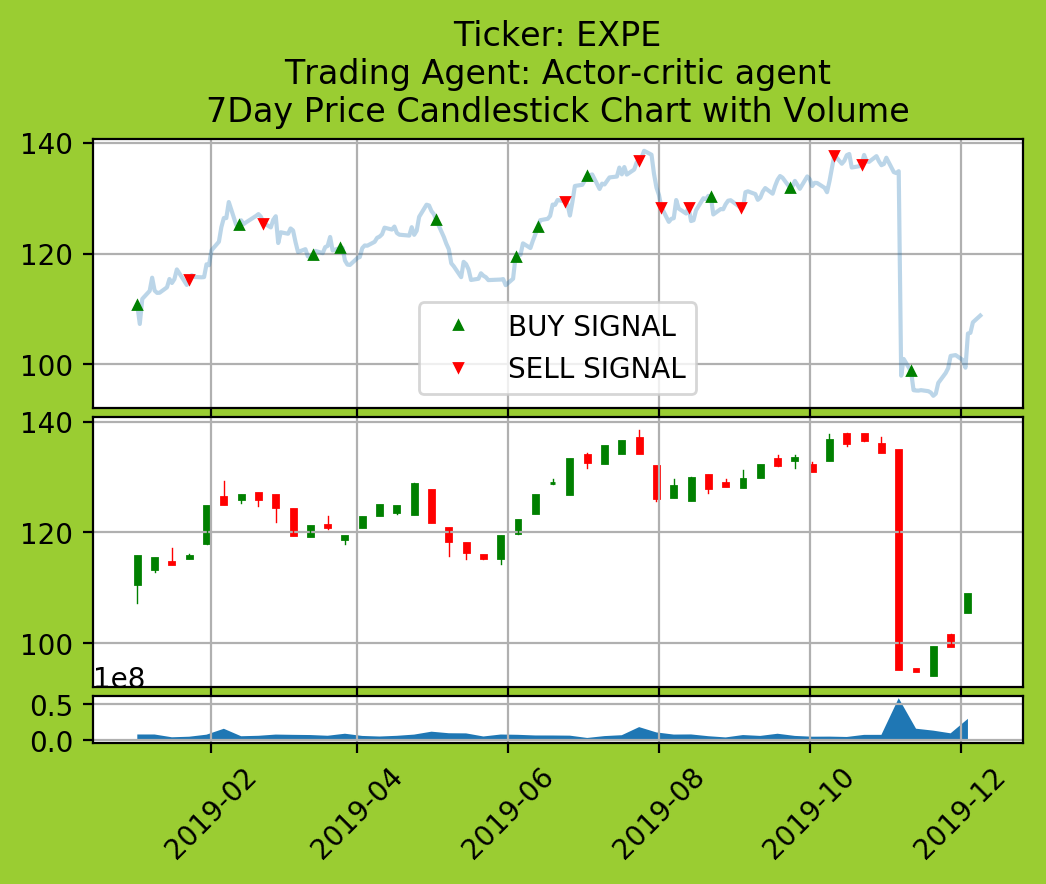 Ticker: EXPE
Trading Agent: Actor-critic agent
7Day Price Candlestick Chart with Volume
140
120
100
BUY SIGNAL
SELL SIGNAL
140
120
100
1e8
0.5
0.0
2019-02
2019-04
2019-06
2019-08
2019-10
2019-12